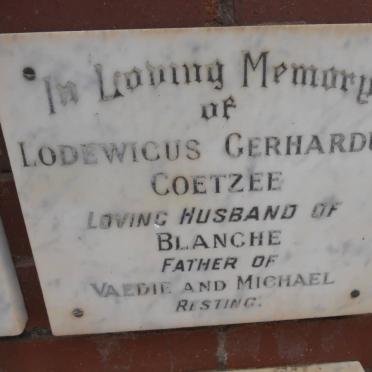 In Loving Memory
of
LODEWICUS GERHARDU
COETZEE
LOVING HUSBAND OF
BLANCHE
FATHER OF
VAEDIE AND MICHAEL
RESTING.